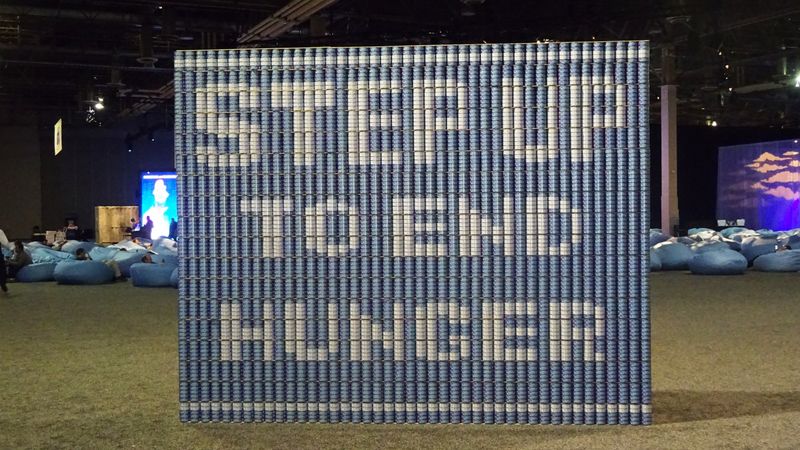 STEP UP
TO END
HUNGER